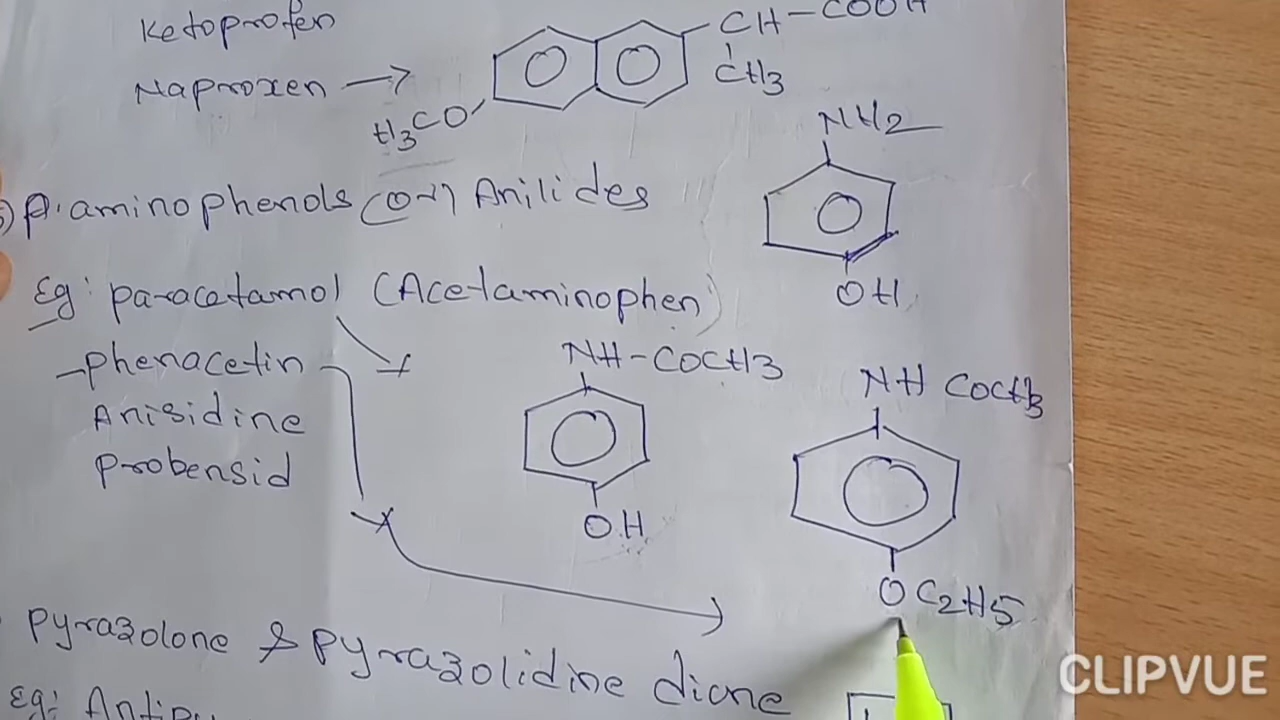 Ketoprofen
Naproxen → CH-COOH
CH3
H3CO
NH2
P. aminophenols (or) Anilides
OH
Eg: paracetamol (Acetaminophen)
NH-COCH3
NH COCH3
-phenacetin
Anisidine
probensid
OH
OC2H5
pyrazolone & pyrazolidine dione
Eg:
CLIPVUE